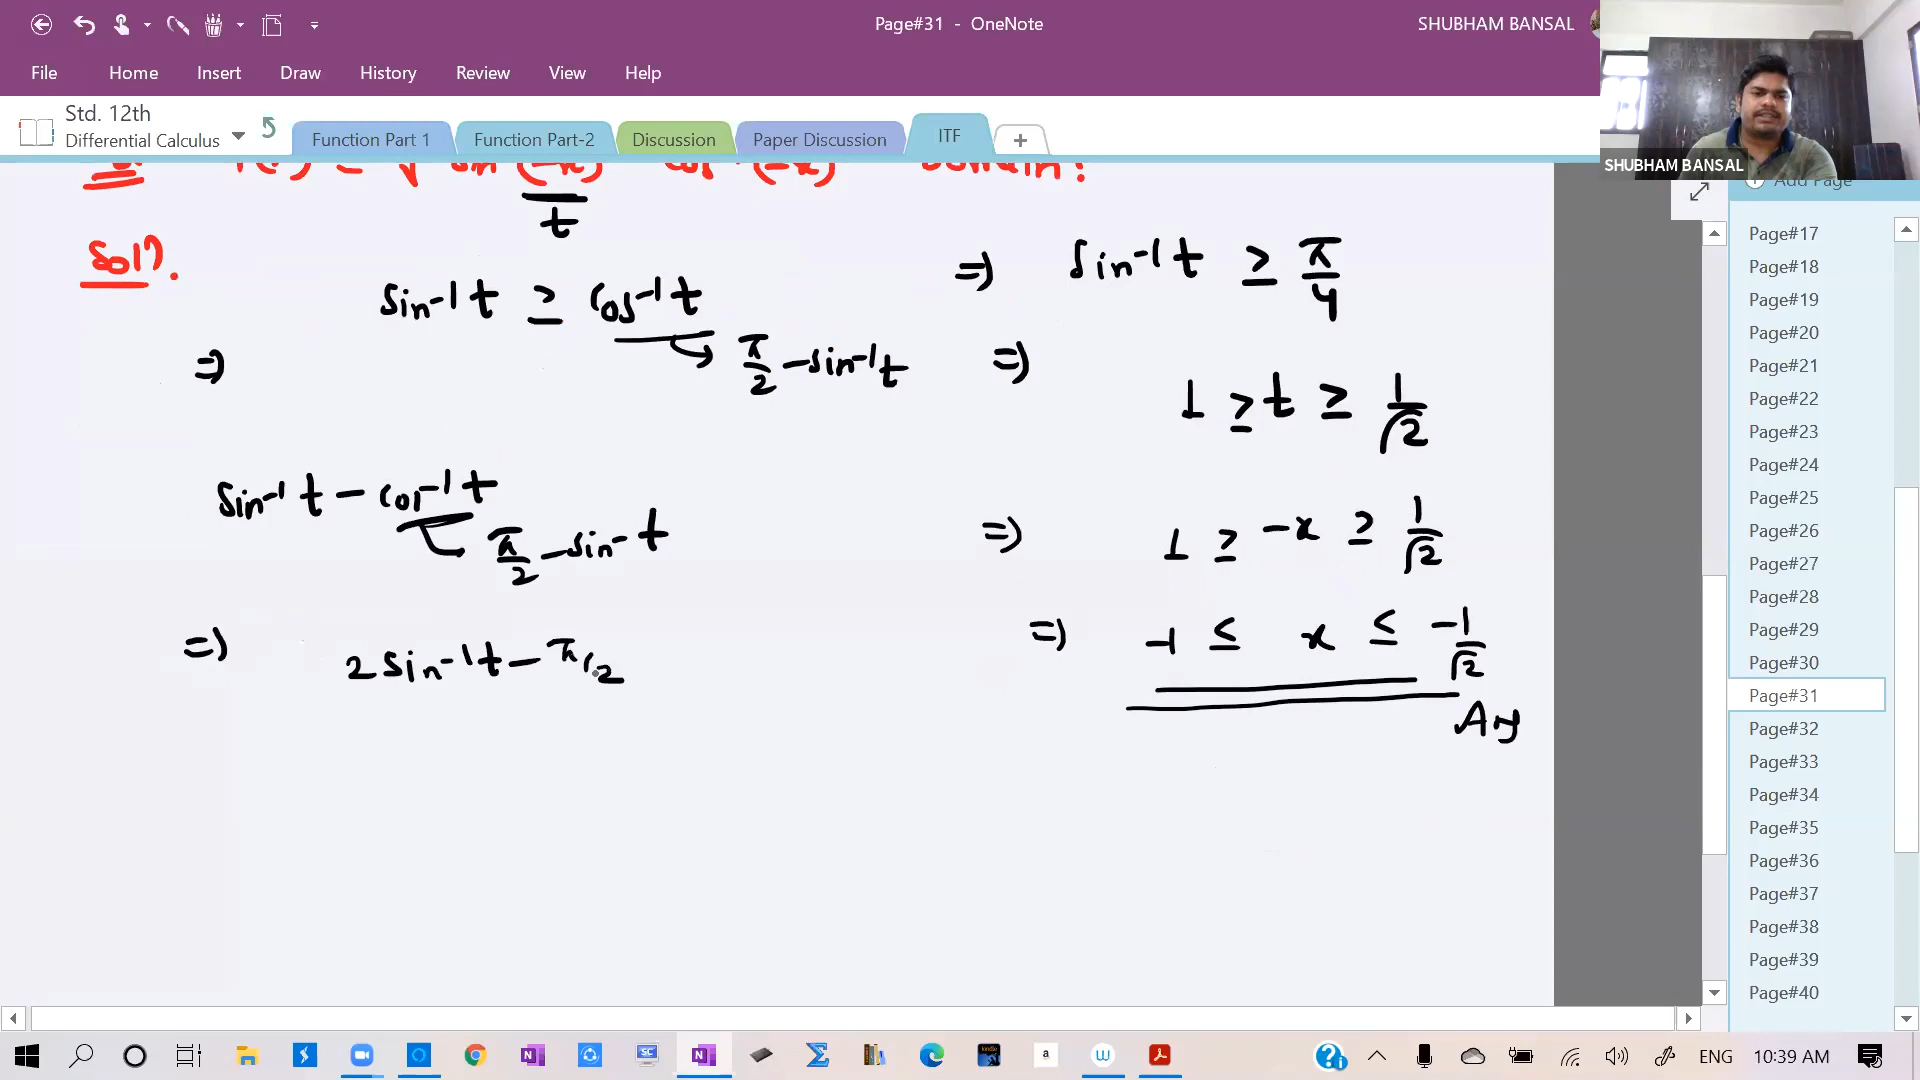 Page#31 - OneNote
SHUBHAM BANSAL
File Home Insert Draw History Review View Help
Std. 12th
Differential Calculus
Function Part 1 Function Part-2 Discussion Paper Discussion ITF +
SHUBHAM BANSAL
Add Page
t
Solⁿ.
sin⁻¹t ≥ cos⁻¹t
⇒ π/2 – sin⁻¹t
sin⁻¹t – cos⁻¹t
π/2 – sin⁻ t
⇒ 2 sin⁻¹t – π/2
⇒ sin⁻¹t ≥ π/4
⇒ 1 ≥ t ≥ 1/√2
⇒ 1 ≥ -x ≥ 1/√2
⇒ -1 ≤ x ≤ -1/√2
Ans
Page#17
Page#18
Page#19
Page#20
Page#21
Page#22
Page#23
Page#24
Page#25
Page#26
Page#27
Page#28
Page#29
Page#30
Page#31
Page#32
Page#33
Page#34
Page#35
Page#36
Page#37
Page#38
Page#39
Page#40
ENG 10:39 AM